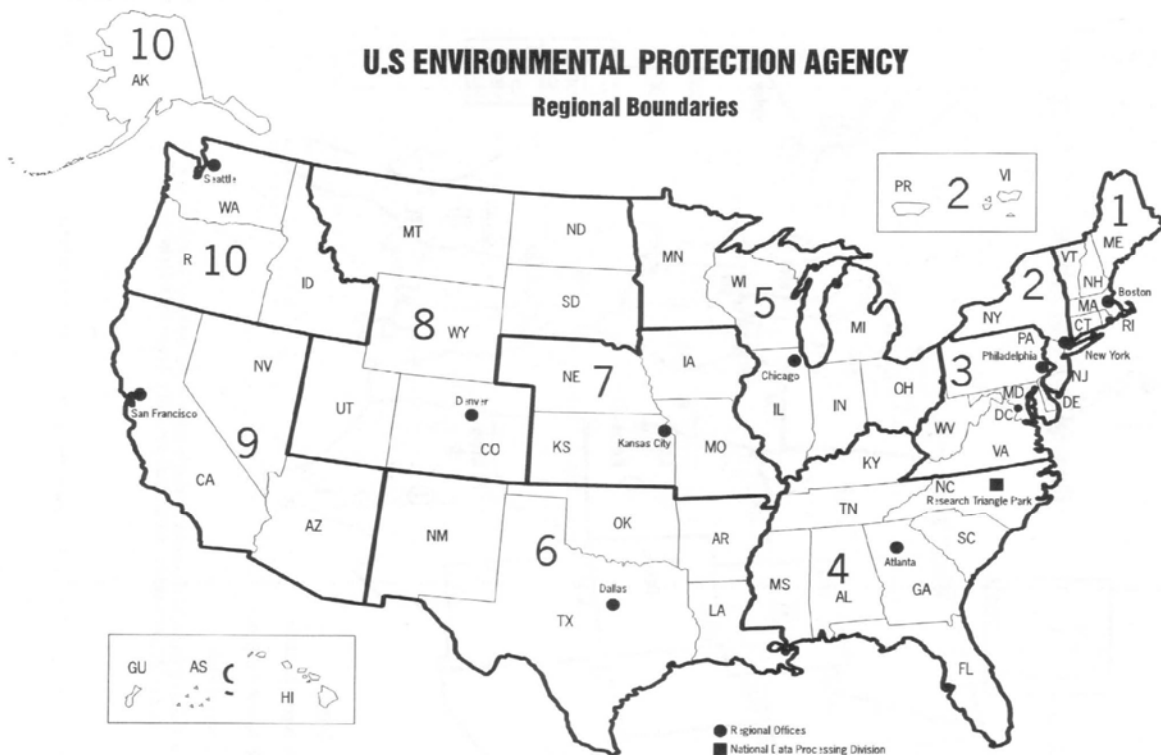 10
AK
U.S ENVIRONMENTAL PROTECTION AGENCY
Regional Boundaries
Seattle
WA
MT
ND
MN
PR
2
VI
1
ME
VT
NH
R
10
ID
SD
WI
5
MI
2
NY
MA
Boston
CT
RI
8
WY
IA
PA
New York
Philadelphia
3
NJ
NV
NE
7
Chicago
OH
MD
DE
DC
San Francisco
UT
Denver
CO
KS
Kansas City
MO
IL
IN
WV
VA
KY
9
CA
NC
Research Triangle Park
TN
AZ
NM
OK
AR
SC
6
Atlanta
Dallas
TX
MS
4
AL
GA
LA
GU
AS
9
HI
FL
Regional Offices
National Data Processing Division